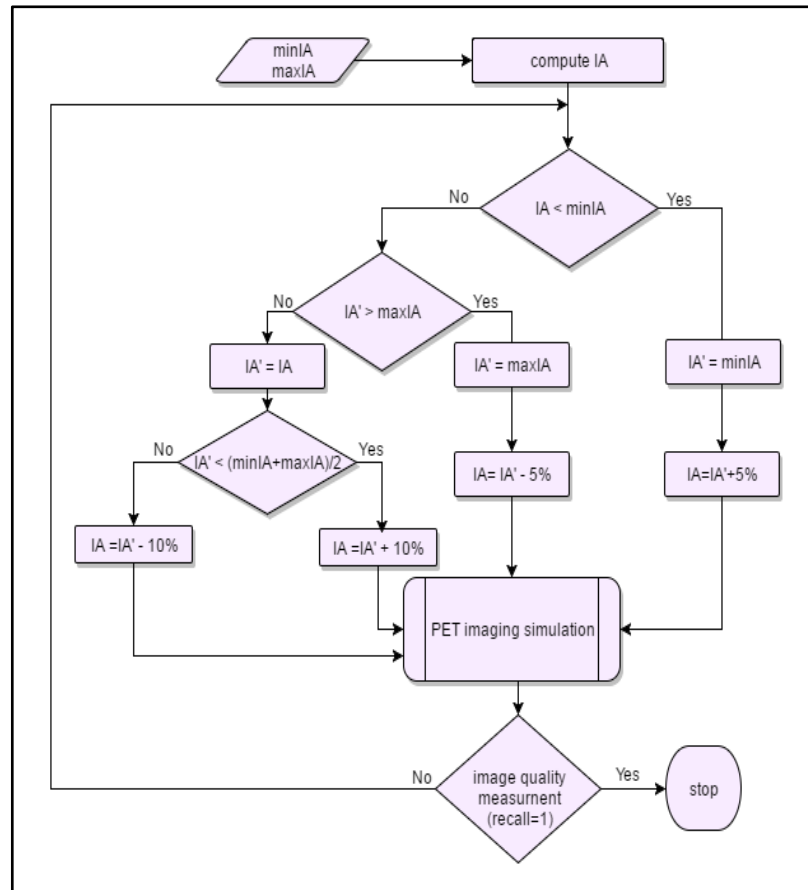 minIA
maxIA
compute IA
IA < minIA
No
Yes
IA' > maxIA
No
Yes
IA' = IA
IA' = maxIA
IA' = minIA
IA' < (minIA+maxIA)/2
No
Yes
IA= IA' - 5%
IA=IA'+5%
IA =IA' - 10%
IA =IA' + 10%
PET imaging simulation
image quality
measurnent
(recall=1)
No
Yes
stop